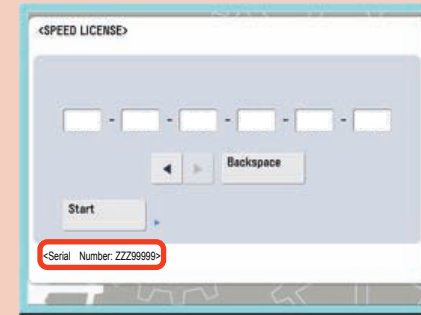 <SPEED LICENSE>
- - - - -
Backspace
Start
<Serial Number: ZZZ99999>